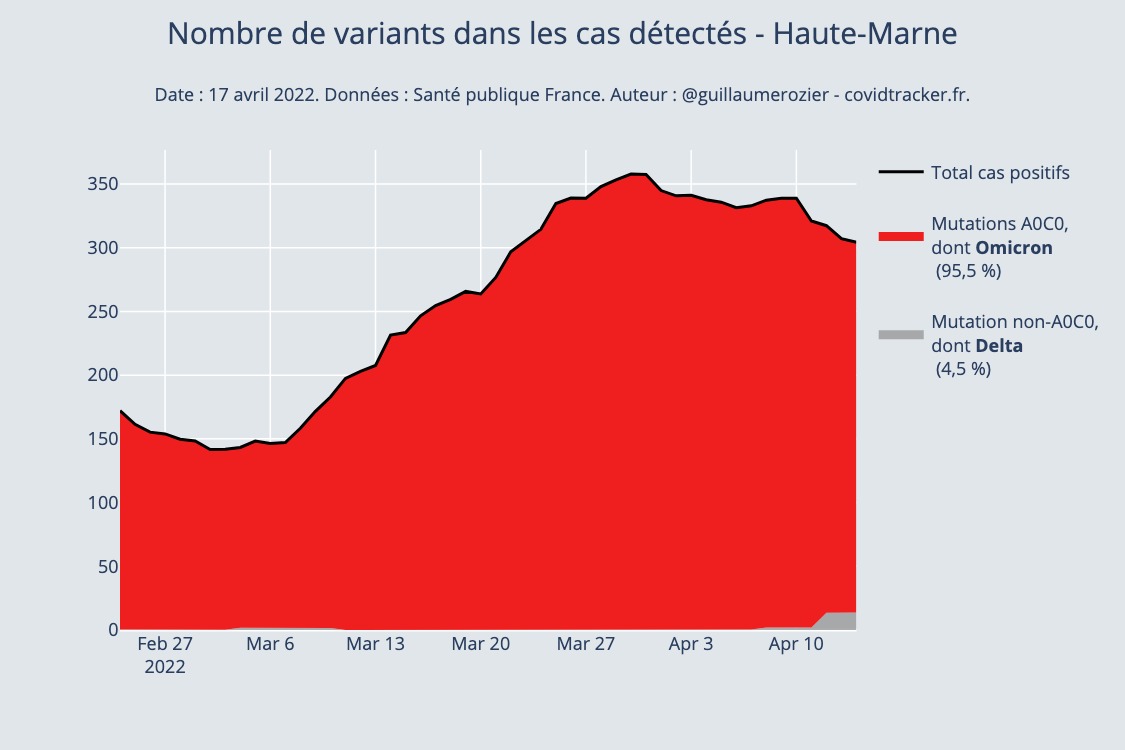 Nombre de variants dans les cas détectés - Haute-Marne
Date : 17 avril 2022. Données : Santé publique France. Auteur : @guillaumerozier - covidtracker.fr.
350
300
250
200
150
100
50
0
Feb 27
2022
Mar 6
Mar 13
Mar 20
Mar 27
Apr 3
Apr 10
Total cas positifs
Mutations A0C0,
dont Omicron
(95,5 %)
Mutation non-A0C0,
dont Delta
(4,5 %)